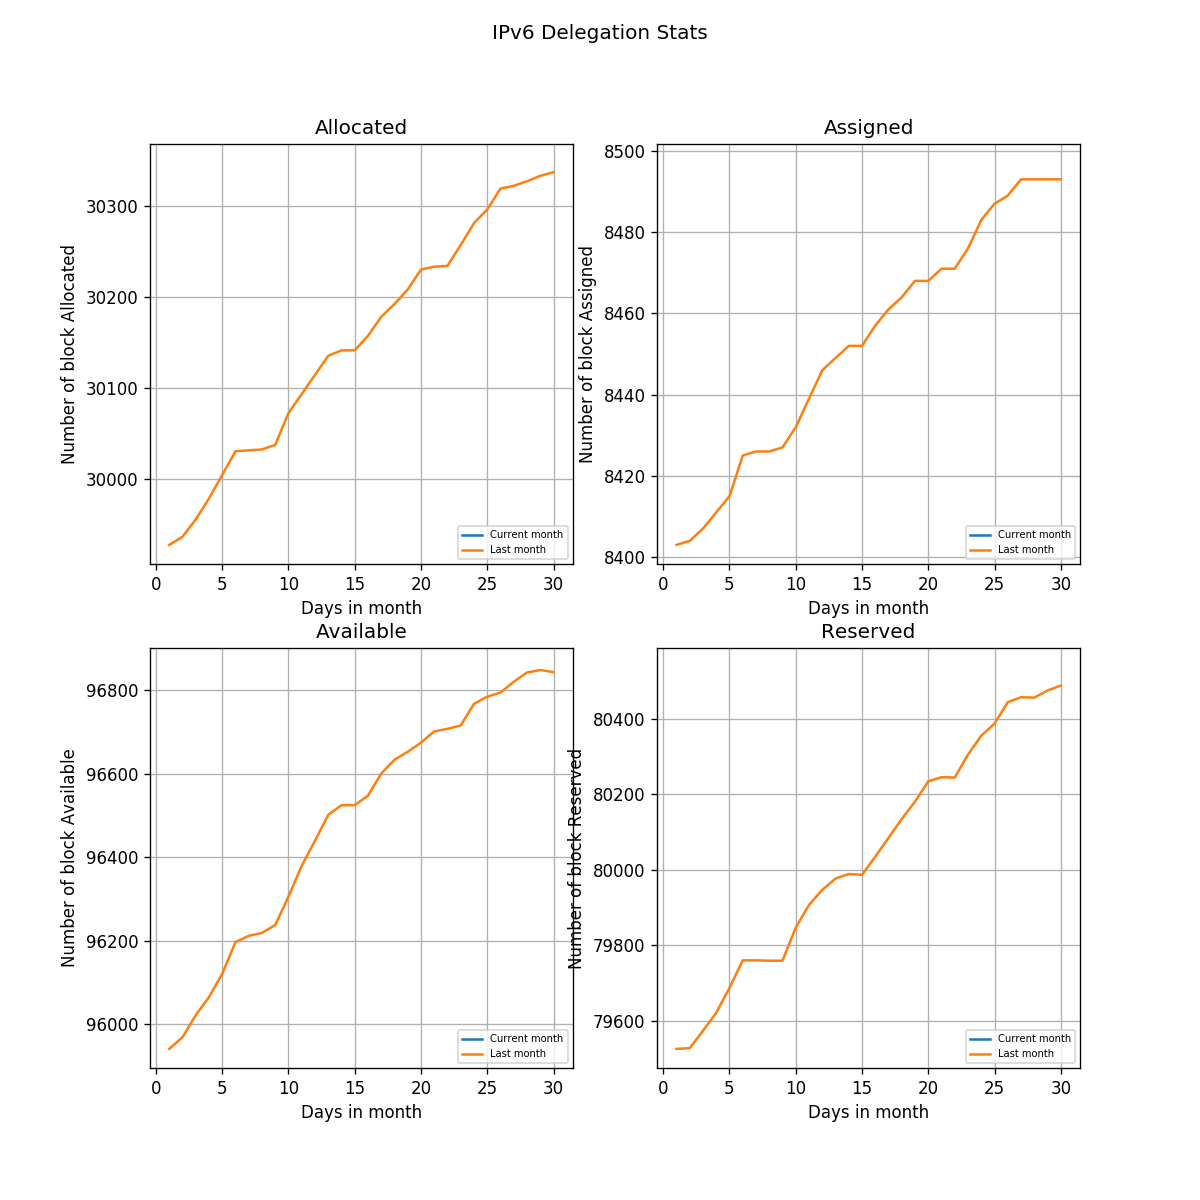 IPv6 Delegation Stats
Allocated
Number of block Allocated
30300
30200
30100
30000
0 5 10 15 20 25 30
Days in month
Current month
Last month
Assigned
Number of block Assigned
8500
8480
8460
8440
8420
8400
0 5 10 15 20 25 30
Days in month
Current month
Last month
Available
Number of block Available
96800
96600
96400
96200
96000
0 5 10 15 20 25 30
Days in month
Current month
Last month
Reserved
Number of block Reserved
80400
80200
80000
79800
79600
0 5 10 15 20 25 30
Days in month
Current month
Last month